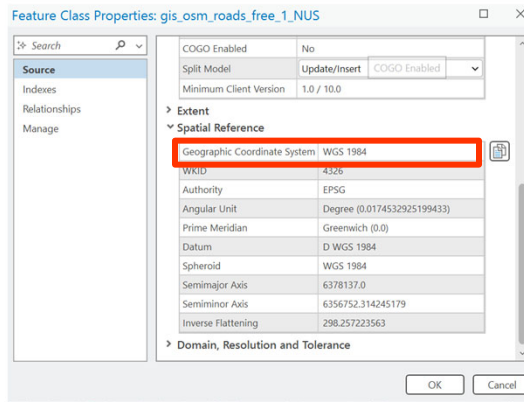 Feature Class Properties: gis_osm_roads_free_1_NUS
Search
Source
Indexes
Relationships
Manage
COGO Enabled No
Split Model Update/Insert COGO Enabled
Minimum Client Version 1.0 / 10.0
Extent
Spatial Reference
Geographic Coordinate System WGS 1984
WKID 4326
Authority EPSG
Angular Unit Degree (0.0174532925199433)
Prime Meridian Greenwich (0.0)
Datum D WGS 1984
Spheroid WGS 1984
Semimajor Axis 6378137.0
Semiminor Axis 6356752.314245179
Inverse Flattening 298.257223563
Domain, Resolution and Tolerance
OK Cancel